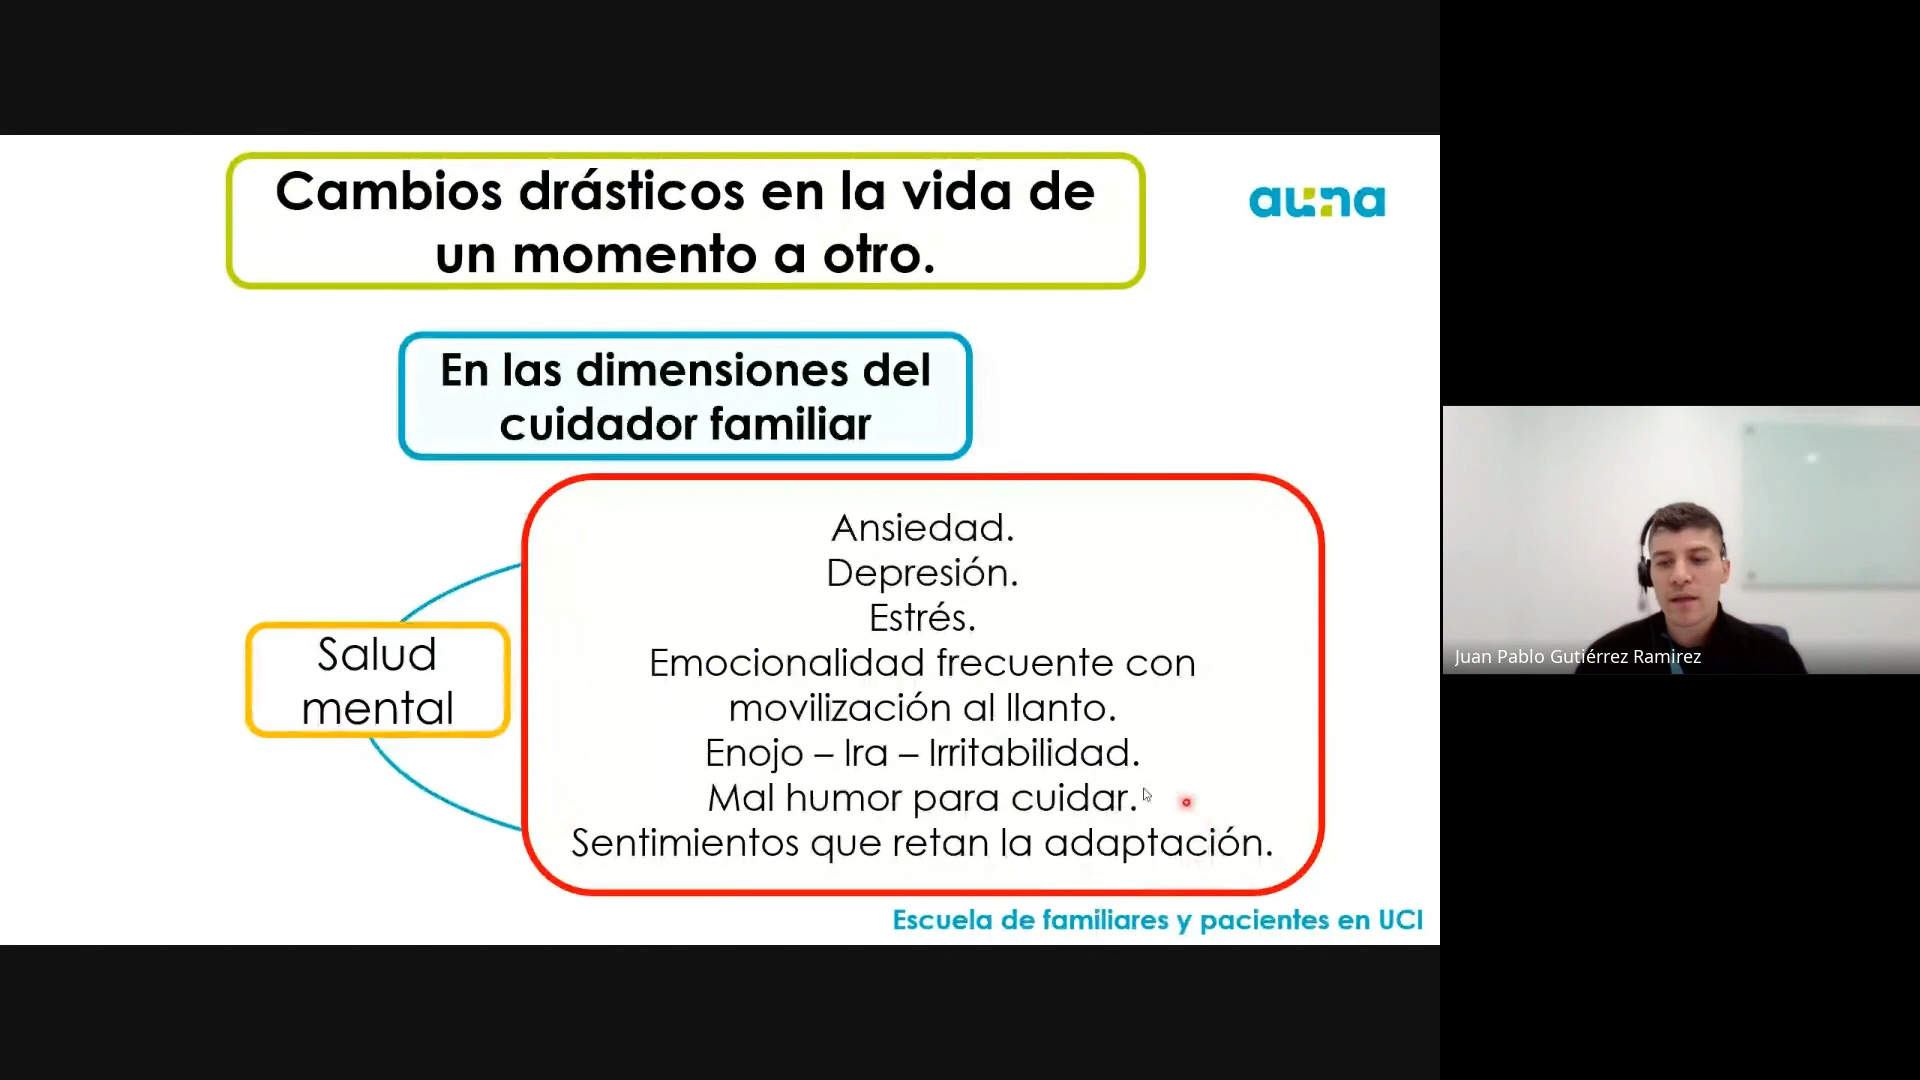 Cambios drásticos en la vida de
un momento a otro.
auna
En las dimensiones del
cuidador familiar
Salud
mental
Ansiedad.
Depresión.
Estrés.
Emocionalidad frecuente con
movilización al llanto.
Enojo – Ira – Irritabilidad.
Mal humor para cuidar.
Sentimientos que retan la adaptación.
Escuela de familiares y pacientes en UCI
Juan Pablo Gutiérrez Ramirez